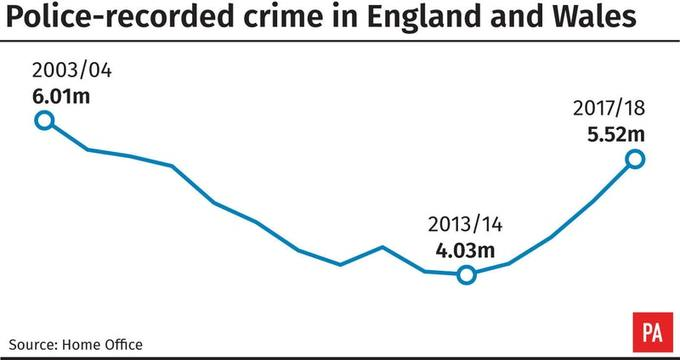 Police-recorded crime in England and Wales
2003/04
6.01m
2017/18
5.52m
2013/14
4.03m
Source: Home Office
PA